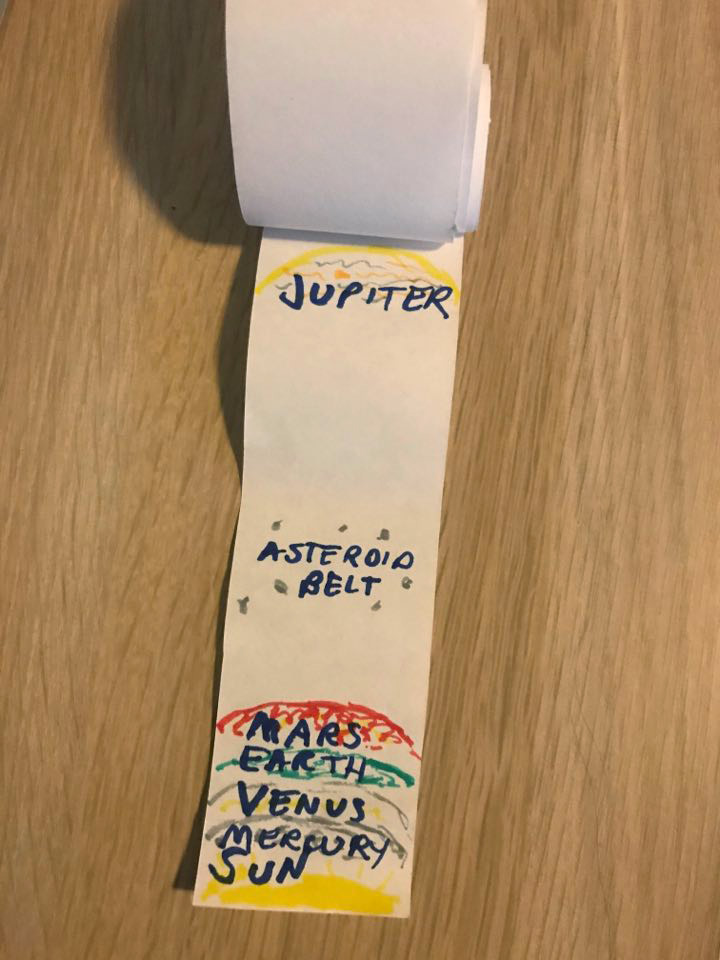 JUPITER
ASTEROID
BELT
MARS
EARTH
VENUS
MERCURY
SUN